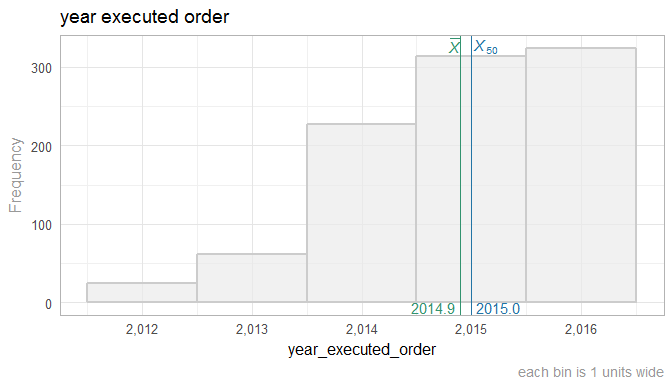 year executed order
X X50
Frequency
300
200
100
0
2014.9 2015.0
2,012 2,013 2,014 2,015 2,016
year_executed_order
each bin is 1 units wide